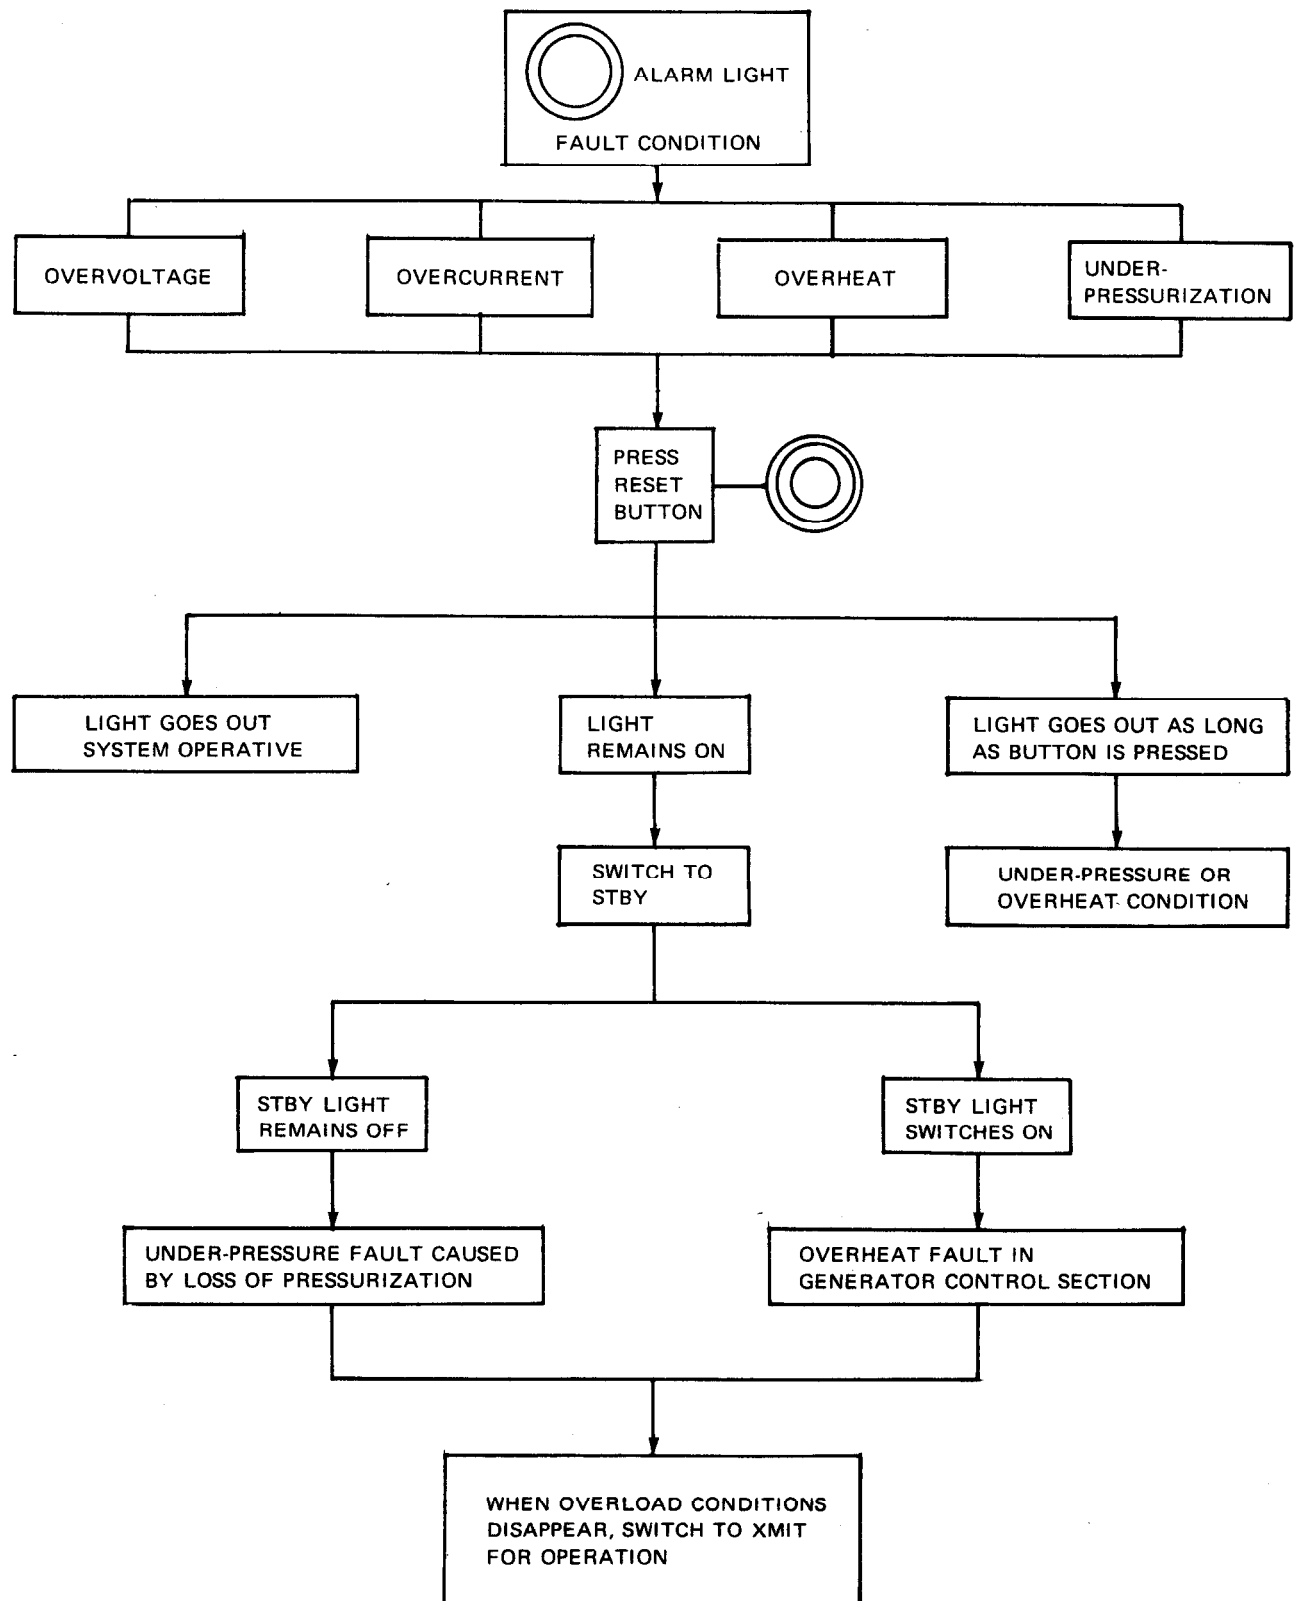 ALARM LIGHT
FAULT CONDITION
OVERVOLTAGE
OVERCURRENT
OVERHEAT
UNDER-
PRESSURIZATION
PRESS
RESET
BUTTON
LIGHT GOES OUT
SYSTEM OPERATIVE
LIGHT
REMAINS ON
LIGHT GOES OUT AS LONG
AS BUTTON IS PRESSED
SWITCH TO
STBY
UNDER-PRESSURE OR
OVERHEAT CONDITION
STBY LIGHT
REMAINS OFF
STBY LIGHT
SWITCHES ON
UNDER-PRESSURE FAULT CAUSED
BY LOSS OF PRESSURIZATION
OVERHEAT FAULT IN
GENERATOR CONTROL SECTION
WHEN OVERLOAD CONDITIONS
DISAPPEAR, SWITCH TO XMIT
FOR OPERATION